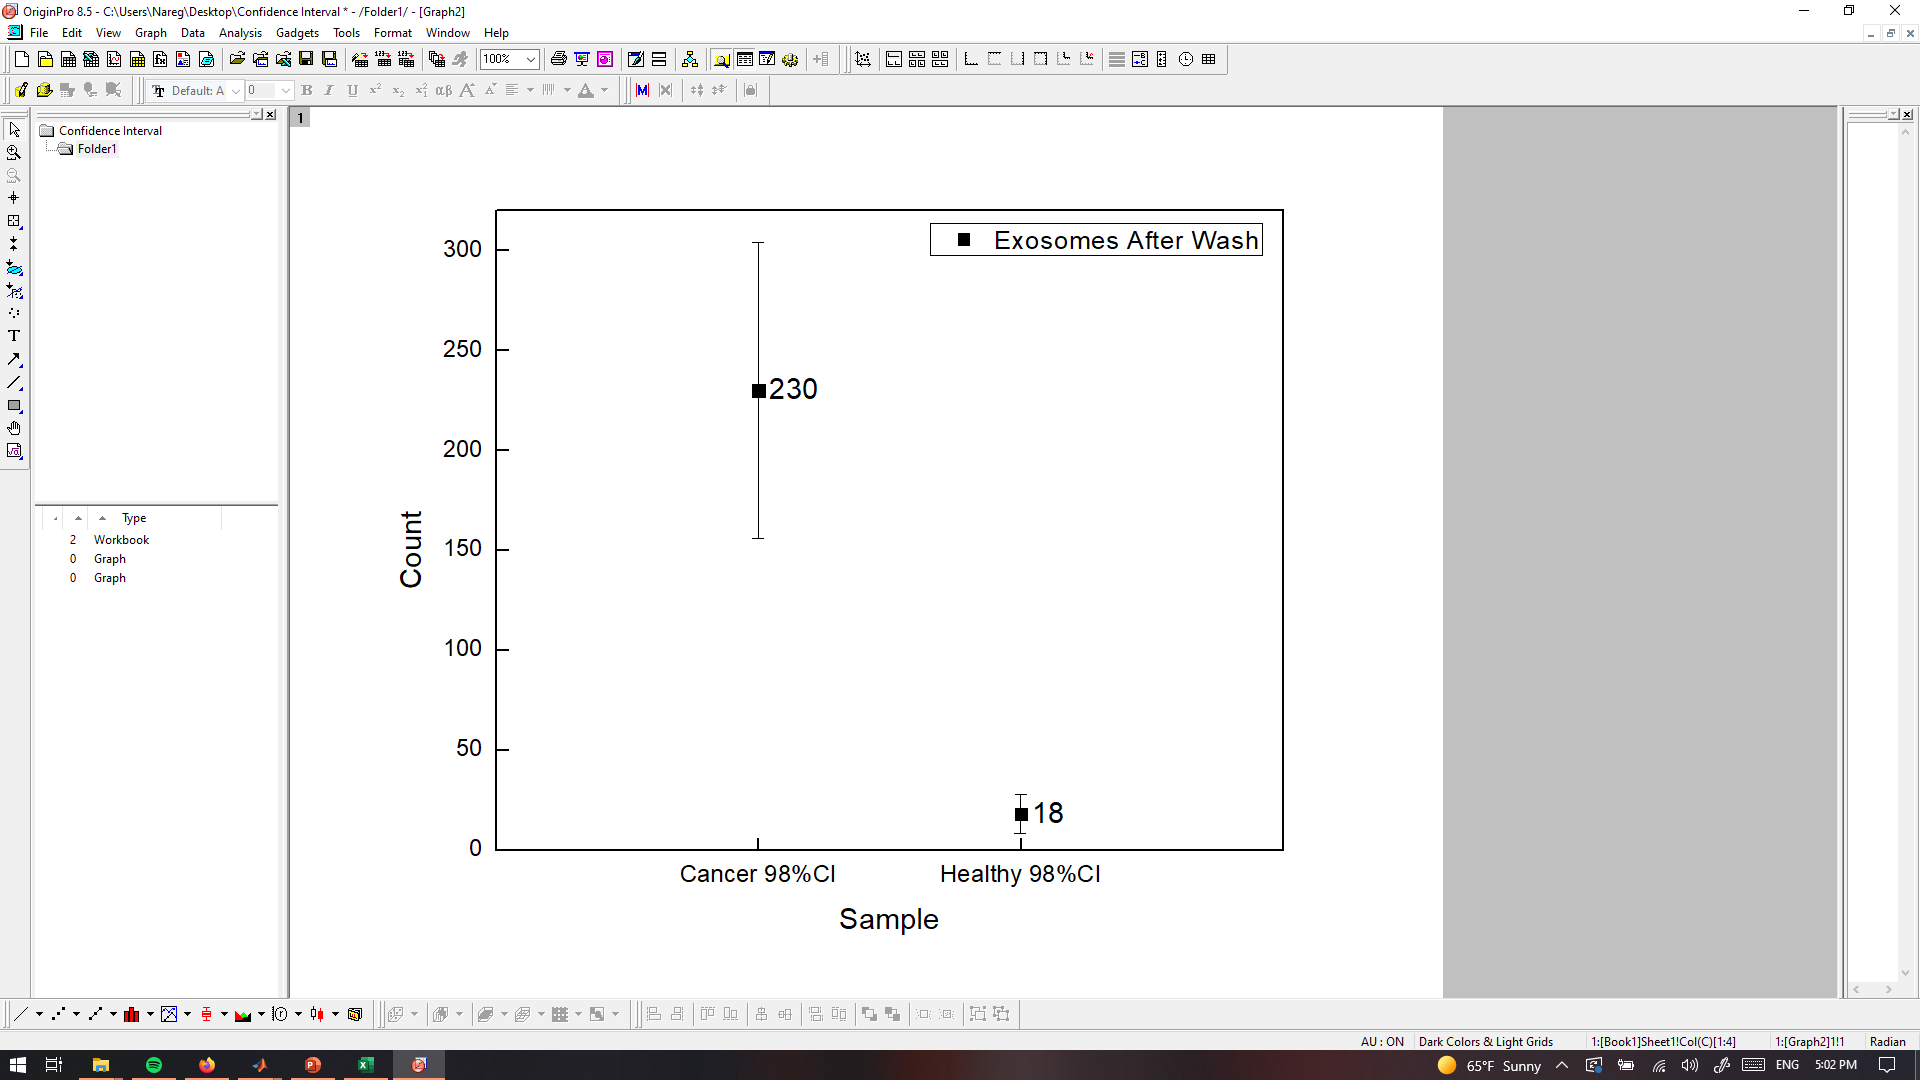 OriginPro 8.5 - C:\Users\Nareg\Desktop\Confidence Interval * - /Folder1/ - [Graph2]
File Edit View Graph Data Analysis Gadgets Tools Format Window Help
100%
Default: A 0 B I U
Confidence Interval
Folder1
Type
2 Workbook
0 Graph
0 Graph
1
Exosomes After Wash
300
250
230
200
150
100
50
18
0
Count
Cancer 98%CI Healthy 98%CI
Sample
AU : ON Dark Colors & Light Grids 1:[Book1]Sheet1!Col(C)[1:4] 1:[Graph2]1!1 Radian
65°F Sunny ENG 5:02 PM